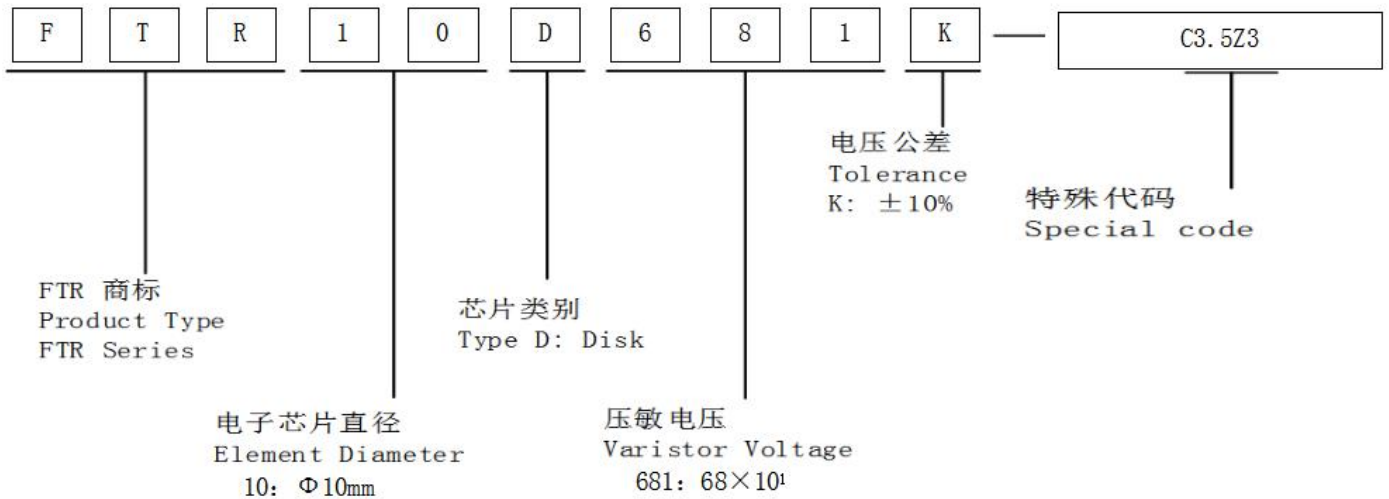 F T R 1 0 D 6 8 1 K — C3.5Z3
电压公差
Tolerance
K: ±10%
特殊代码
Special code
FTR 商标
Product Type
FTR Series
芯片类别
Type D: Disk
电子芯片直径
Element Diameter
10: Φ10mm
压敏电压
Varistor Voltage
681: 68×10¹